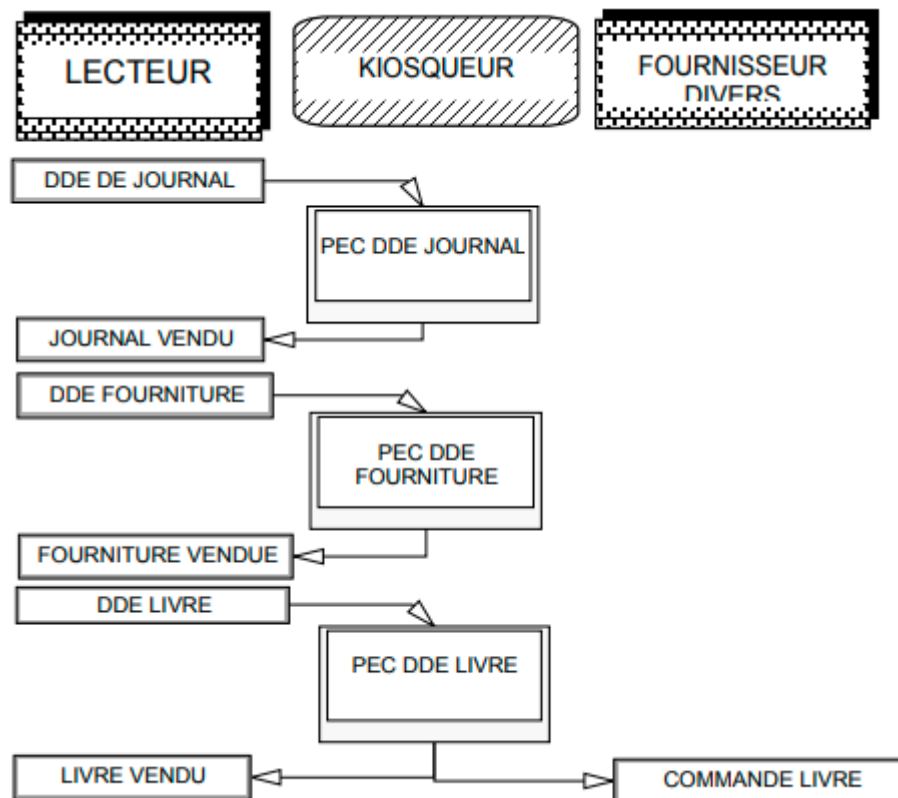 LECTEUR
KIOSQUEUR
FOURNISSEUR
DIVERS
DDE DE JOURNAL
PEC DDE JOURNAL
JOURNAL VENDU
DDE FOURNITURE
PEC DDE
FOURNITURE
FOURNITURE VENDUE
DDE LIVRE
PEC DDE LIVRE
LIVRE VENDU
COMMANDE LIVRE